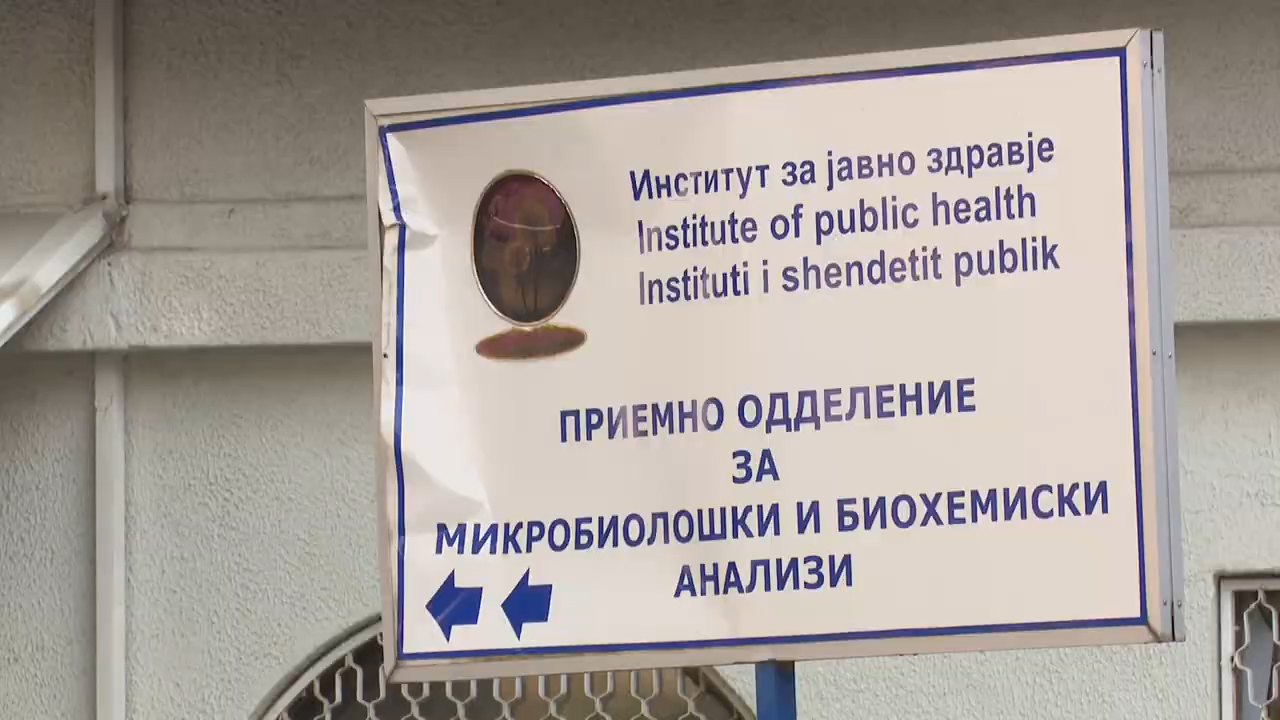 Институт за јавно здравје
Institute of public health
Instituti i shendetit publik
ПРИЕМНО ОДДЕЛЕНИЕ
ЗА
МИКРОБИОЛОШКИ И БИОХЕМИСКИ
АНАЛИЗИ